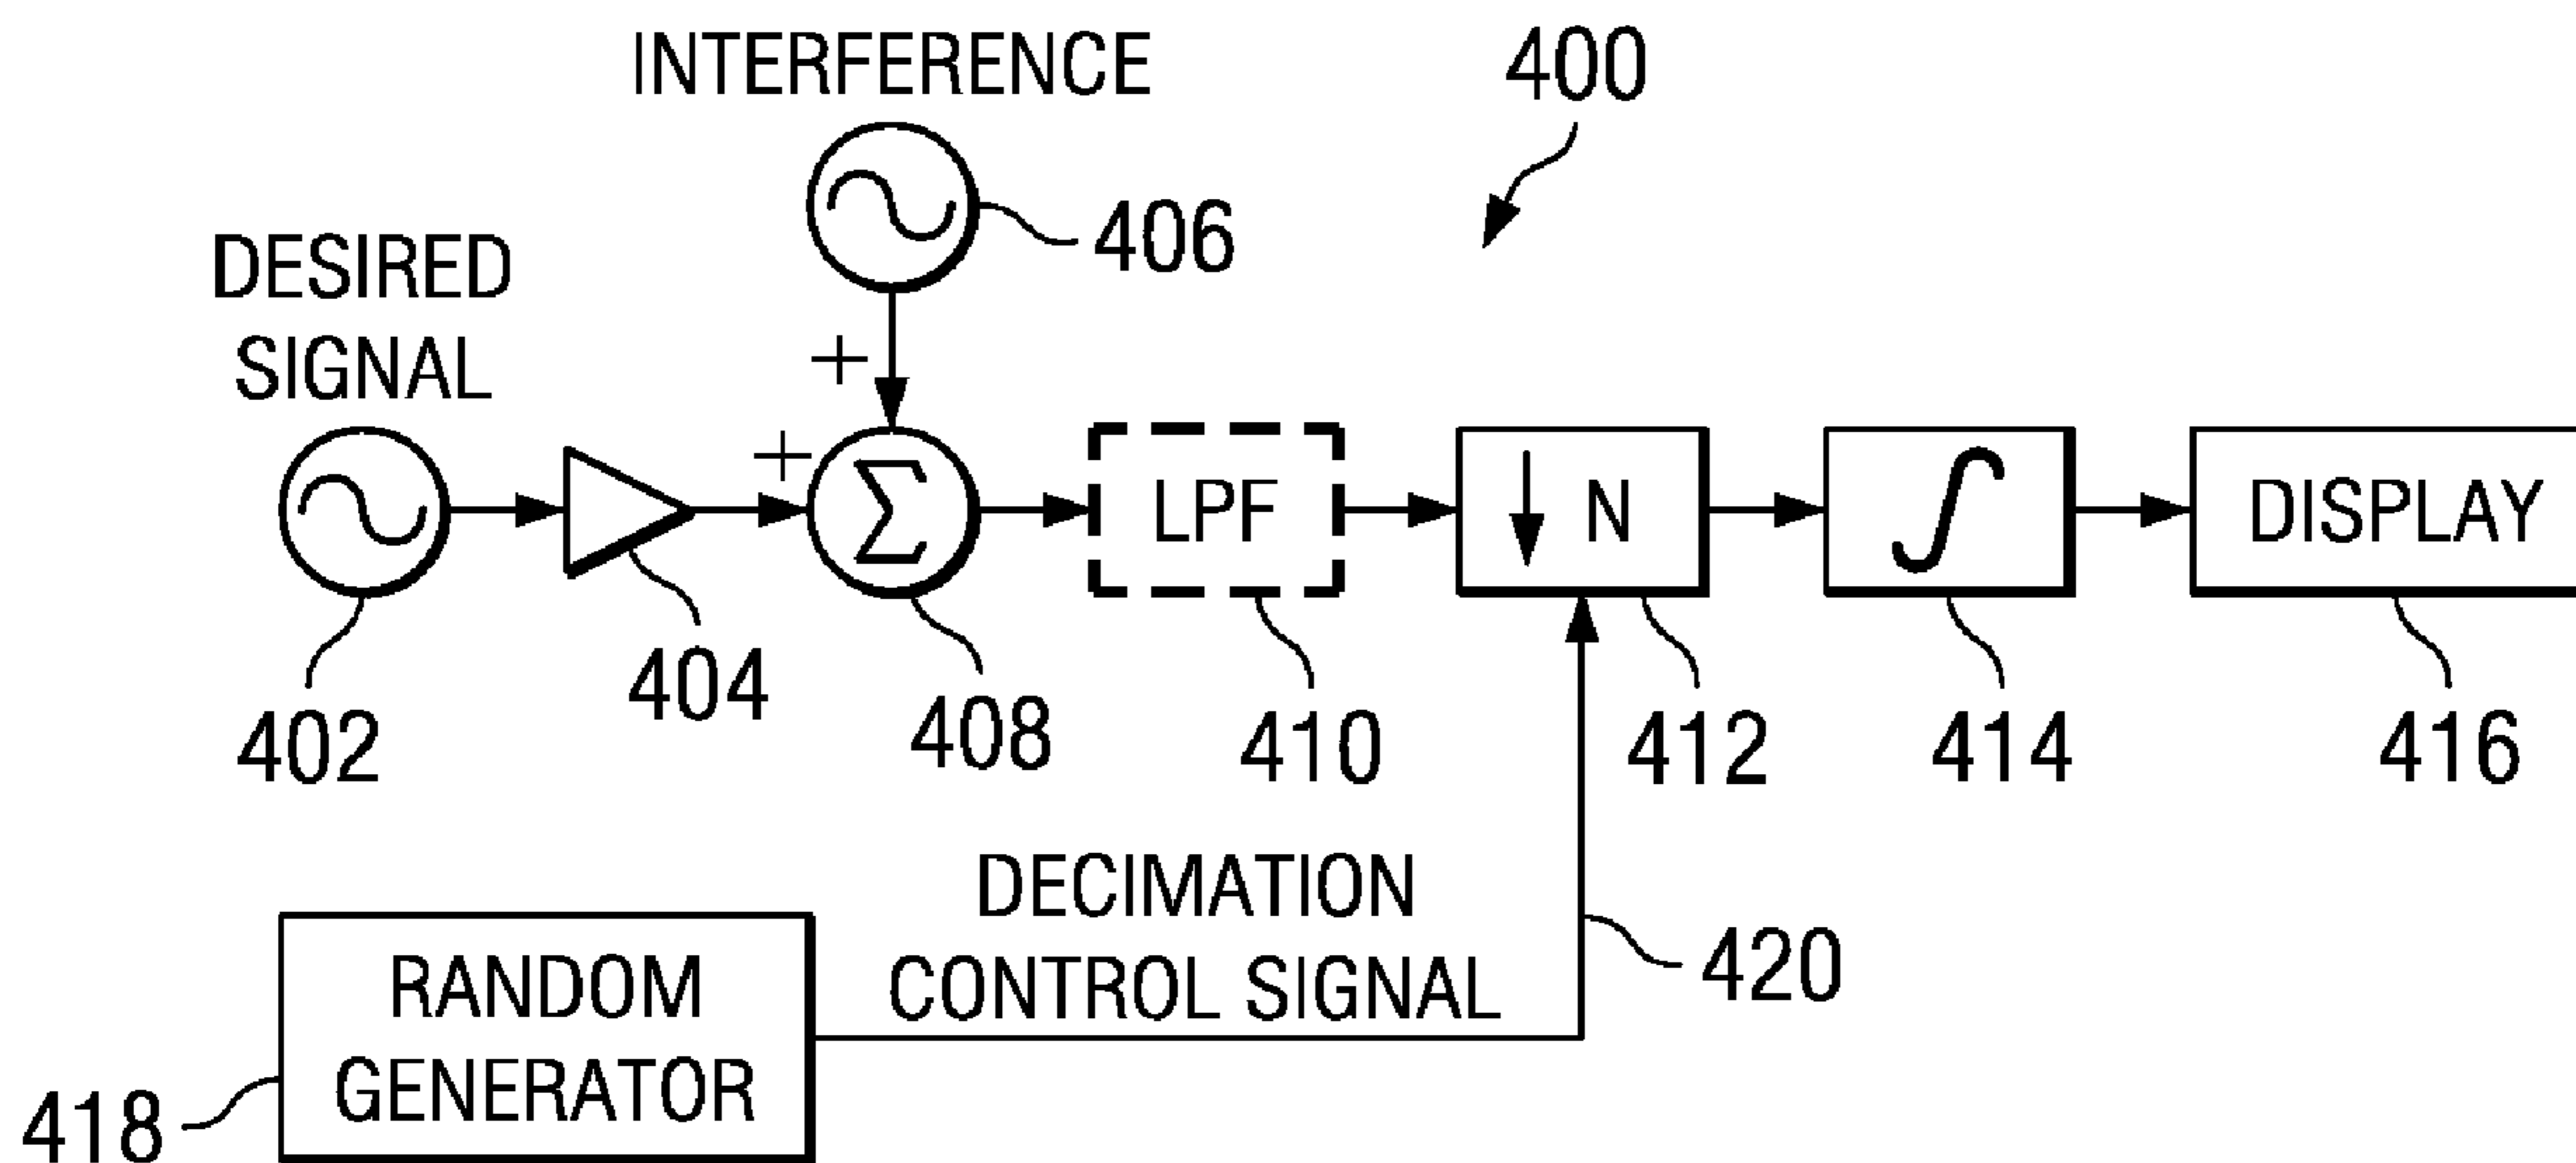 INTERFERENCE
400
406
DESIRED
SIGNAL
+
+
Σ
LPF
↓ N
∫
DISPLAY
402
404
408
410
412
414
416
DECIMATION
CONTROL SIGNAL
420
RANDOM
GENERATOR
418